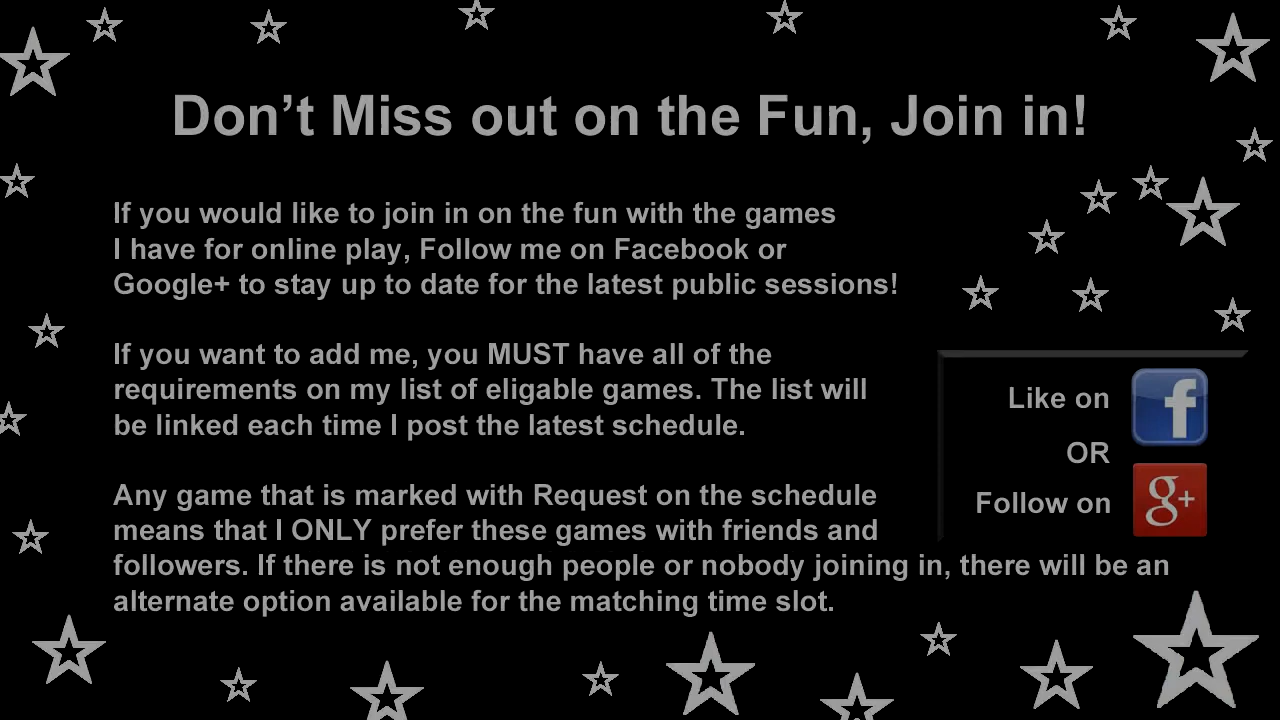 Don’t Miss out on the Fun, Join in!
If you would like to join in on the fun with the games
I have for online play, Follow me on Facebook or
Google+ to stay up to date for the latest public sessions!
If you want to add me, you MUST have all of the
requirements on my list of eligable games. The list will
be linked each time I post the latest schedule.
Any game that is marked with Request on the schedule
means that I ONLY prefer these games with friends and
followers. If there is not enough people or nobody joining in, there will be an
alternate option available for the matching time slot.
Like on f
OR
Follow on g+